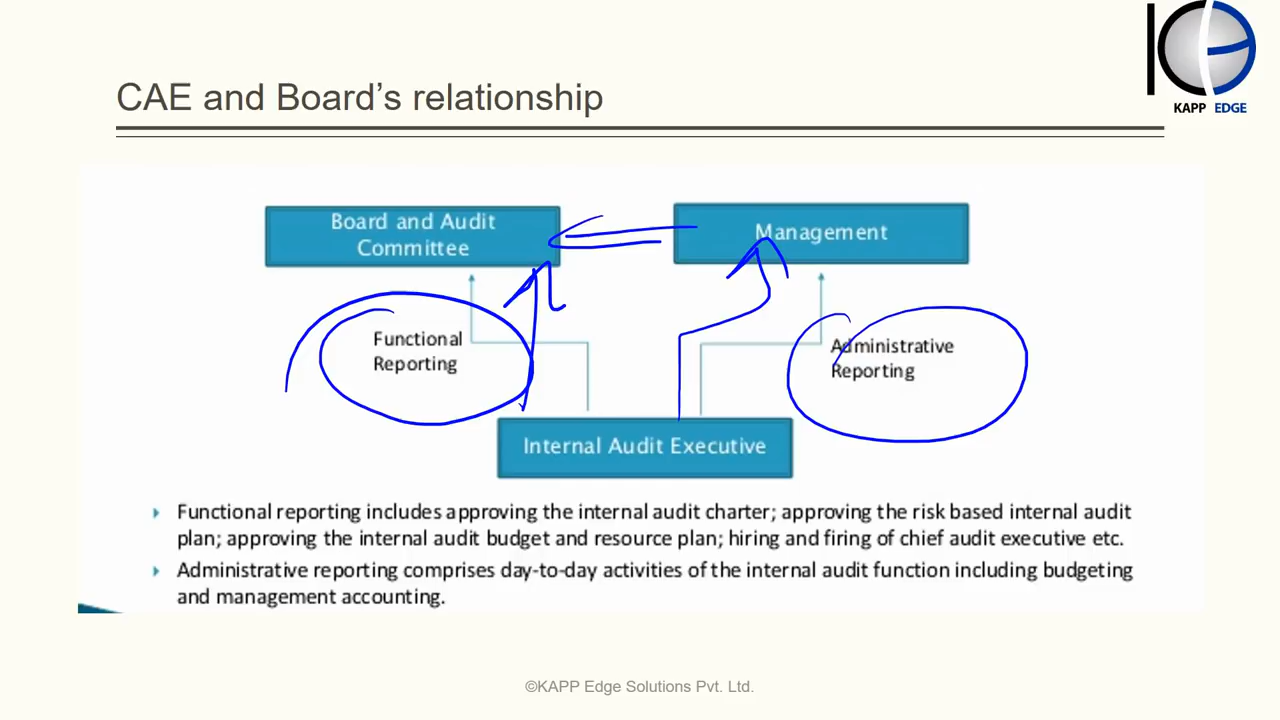 KAPP EDGE
CAE and Board's relationship
Board and Audit
Committee
Management
Functional
Reporting
Administrative
Reporting
Internal Audit Executive
Functional reporting includes approving the internal audit charter; approving the risk based internal audit
plan; approving the internal audit budget and resource plan; hiring and firing of chief audit executive etc.
Administrative reporting comprises day-to-day activities of the internal audit function including budgeting
and management accounting.
©KAPP Edge Solutions Pvt. Ltd.